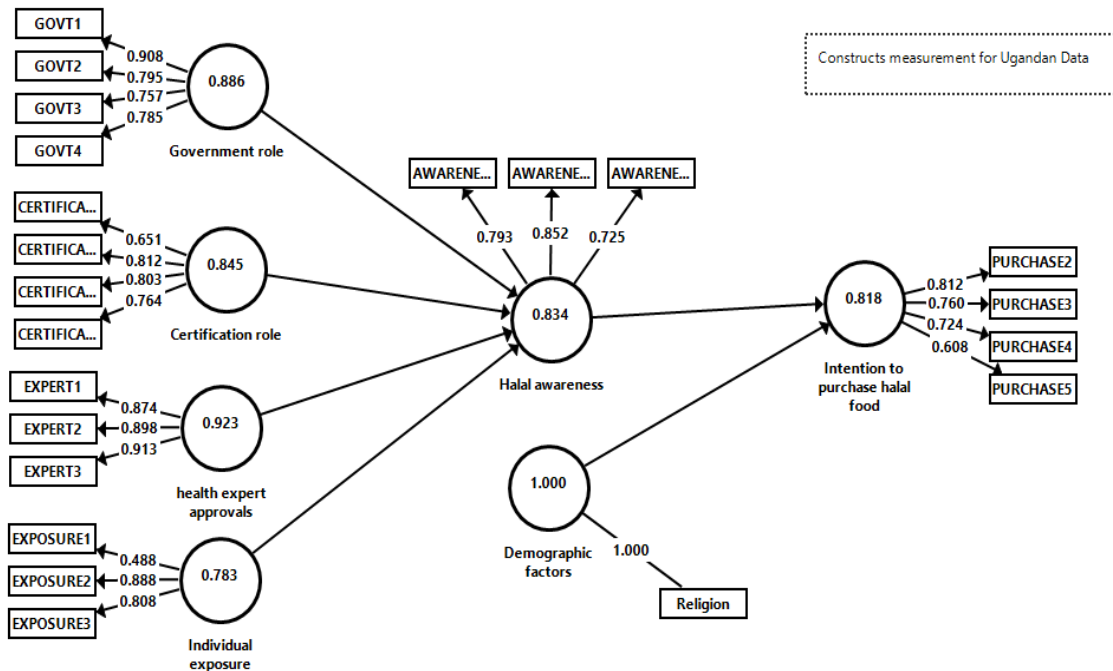 GOVT1
GOVT2
GOVT3
GOVT4
0.908
0.795
0.757
0.785
0.886
Government role
Constructs measurement for Ugandan Data
CERTIFICA...
CERTIFICA...
CERTIFICA...
CERTIFICA...
0.651
0.812
0.803
0.764
0.845
Certification role
AWARENE...
AWARENE...
AWARENE...
0.793
0.852
0.725
0.834
Halal awareness
0.818
Intention to
purchase halal
food
0.812
0.760
0.724
0.608
PURCHASE2
PURCHASE3
PURCHASE4
PURCHASE5
EXPERT1
EXPERT2
EXPERT3
0.874
0.898
0.913
0.923
health expert
approvals
1.000
Demographic
factors
1.000
Religion
EXPOSURE1
EXPOSURE2
EXPOSURE3
0.488
0.888
0.808
0.783
Individual
exposure